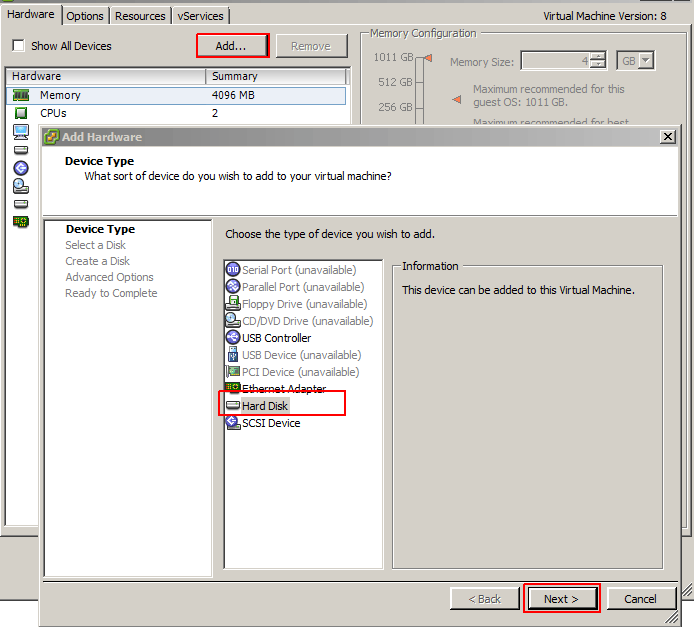 Hardware Options Resources vServices Virtual Machine Version: 8
Show All Devices Add... Remove
Memory Configuration
Hardware Summary
Memory 4096 MB
CPUs 2
1011 GB
512 GB
256 GB
Memory Size: 4 GB
Maximum recommended for this
guest OS: 1011 GB.
Maximum recommended for best
Add Hardware
Device Type
What sort of device do you wish to add to your virtual machine?
Device Type
Select a Disk
Create a Disk
Advanced Options
Ready to Complete
Choose the type of device you wish to add.
Serial Port (unavailable)
Parallel Port (unavailable)
Floppy Drive (unavailable)
CD/DVD Drive (unavailable)
USB Controller
USB Device (unavailable)
PCI Device (unavailable)
Ethernet Adapter
Hard Disk
SCSI Device
Information
This device can be added to this Virtual Machine.
< Back Next > Cancel